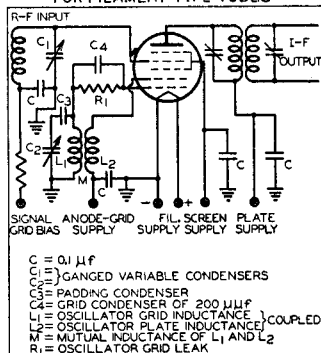 FOR FILAMENT TYPE TUBES
R-F INPUT
C₁
C
C4
C3
R₁
C₂
L₁
L₂
M
C
C
C
I-F
OUTPUT
- +
SIGNAL GRID BIAS
ANODE-GRID SUPPLY
FIL. SUPPLY
SCREEN SUPPLY
PLATE SUPPLY
C = 0.1 µf
C₁ =
C₂ = } GANGED VARIABLE CONDENSERS
C3 = PADDING CONDENSER
C4 = GRID CONDENSER OF 200 µµf
L₁ = OSCILLATOR GRID INDUCTANCE
L₂ = OSCILLATOR PLATE INDUCTANCE } COUPLED
M = MUTUAL INDUCTANCE OF L₁ AND L₂
R₁ = OSCILLATOR GRID LEAK